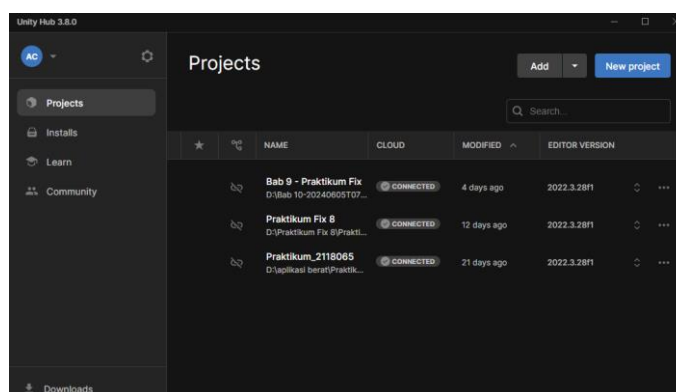 Unity Hub 3.8.0
AC
Projects
Add
New project
Search...
Projects
Installs
Learn
Community
Downloads
NAME CLOUD MODIFIED EDITOR VERSION
Bab 9 - Praktikum Fix CONNECTED 4 days ago 2022.3.28f1
D:\Bab 10-20240605T07...
Praktikum Fix 8 CONNECTED 12 days ago 2022.3.28f1
D:\Praktikum Fix 8\Prakti...
Praktikum_2118065 CONNECTED 21 days ago 2022.3.28f1
D:\aplikasi berat\Praktik...